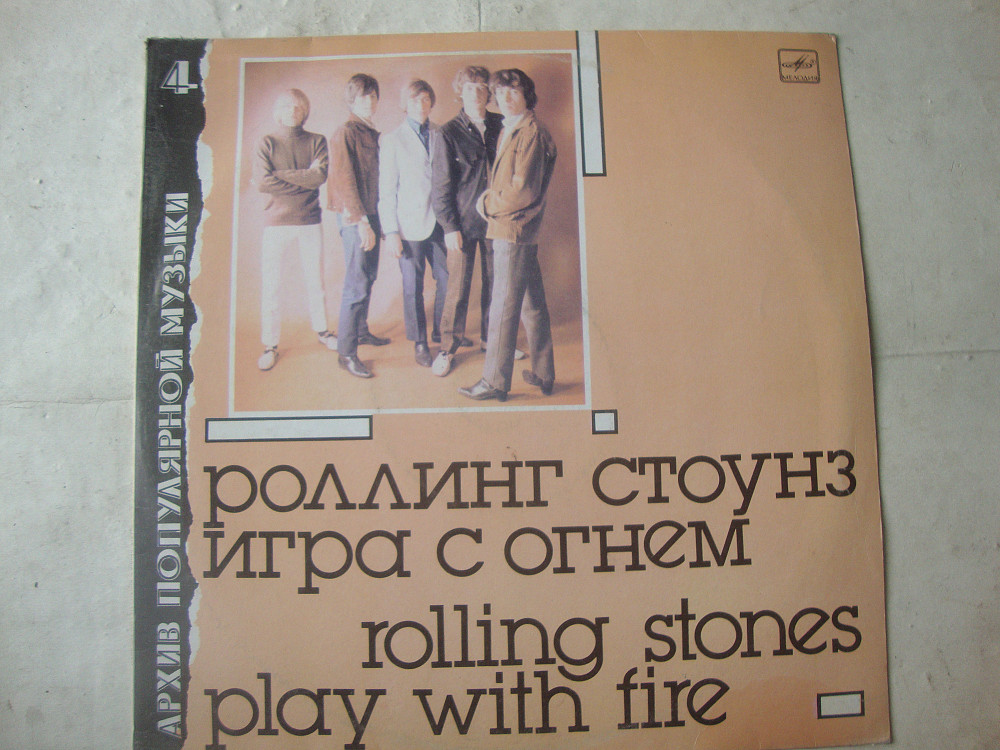 4
АРХИВ ПОПУЛЯРНОЙ МУЗЫКИ
МЕЛОДИЯ
РОЛЛИНГ СТОУНЗ
ИГРА С ОГНЕМ
rolling stones
play with fire